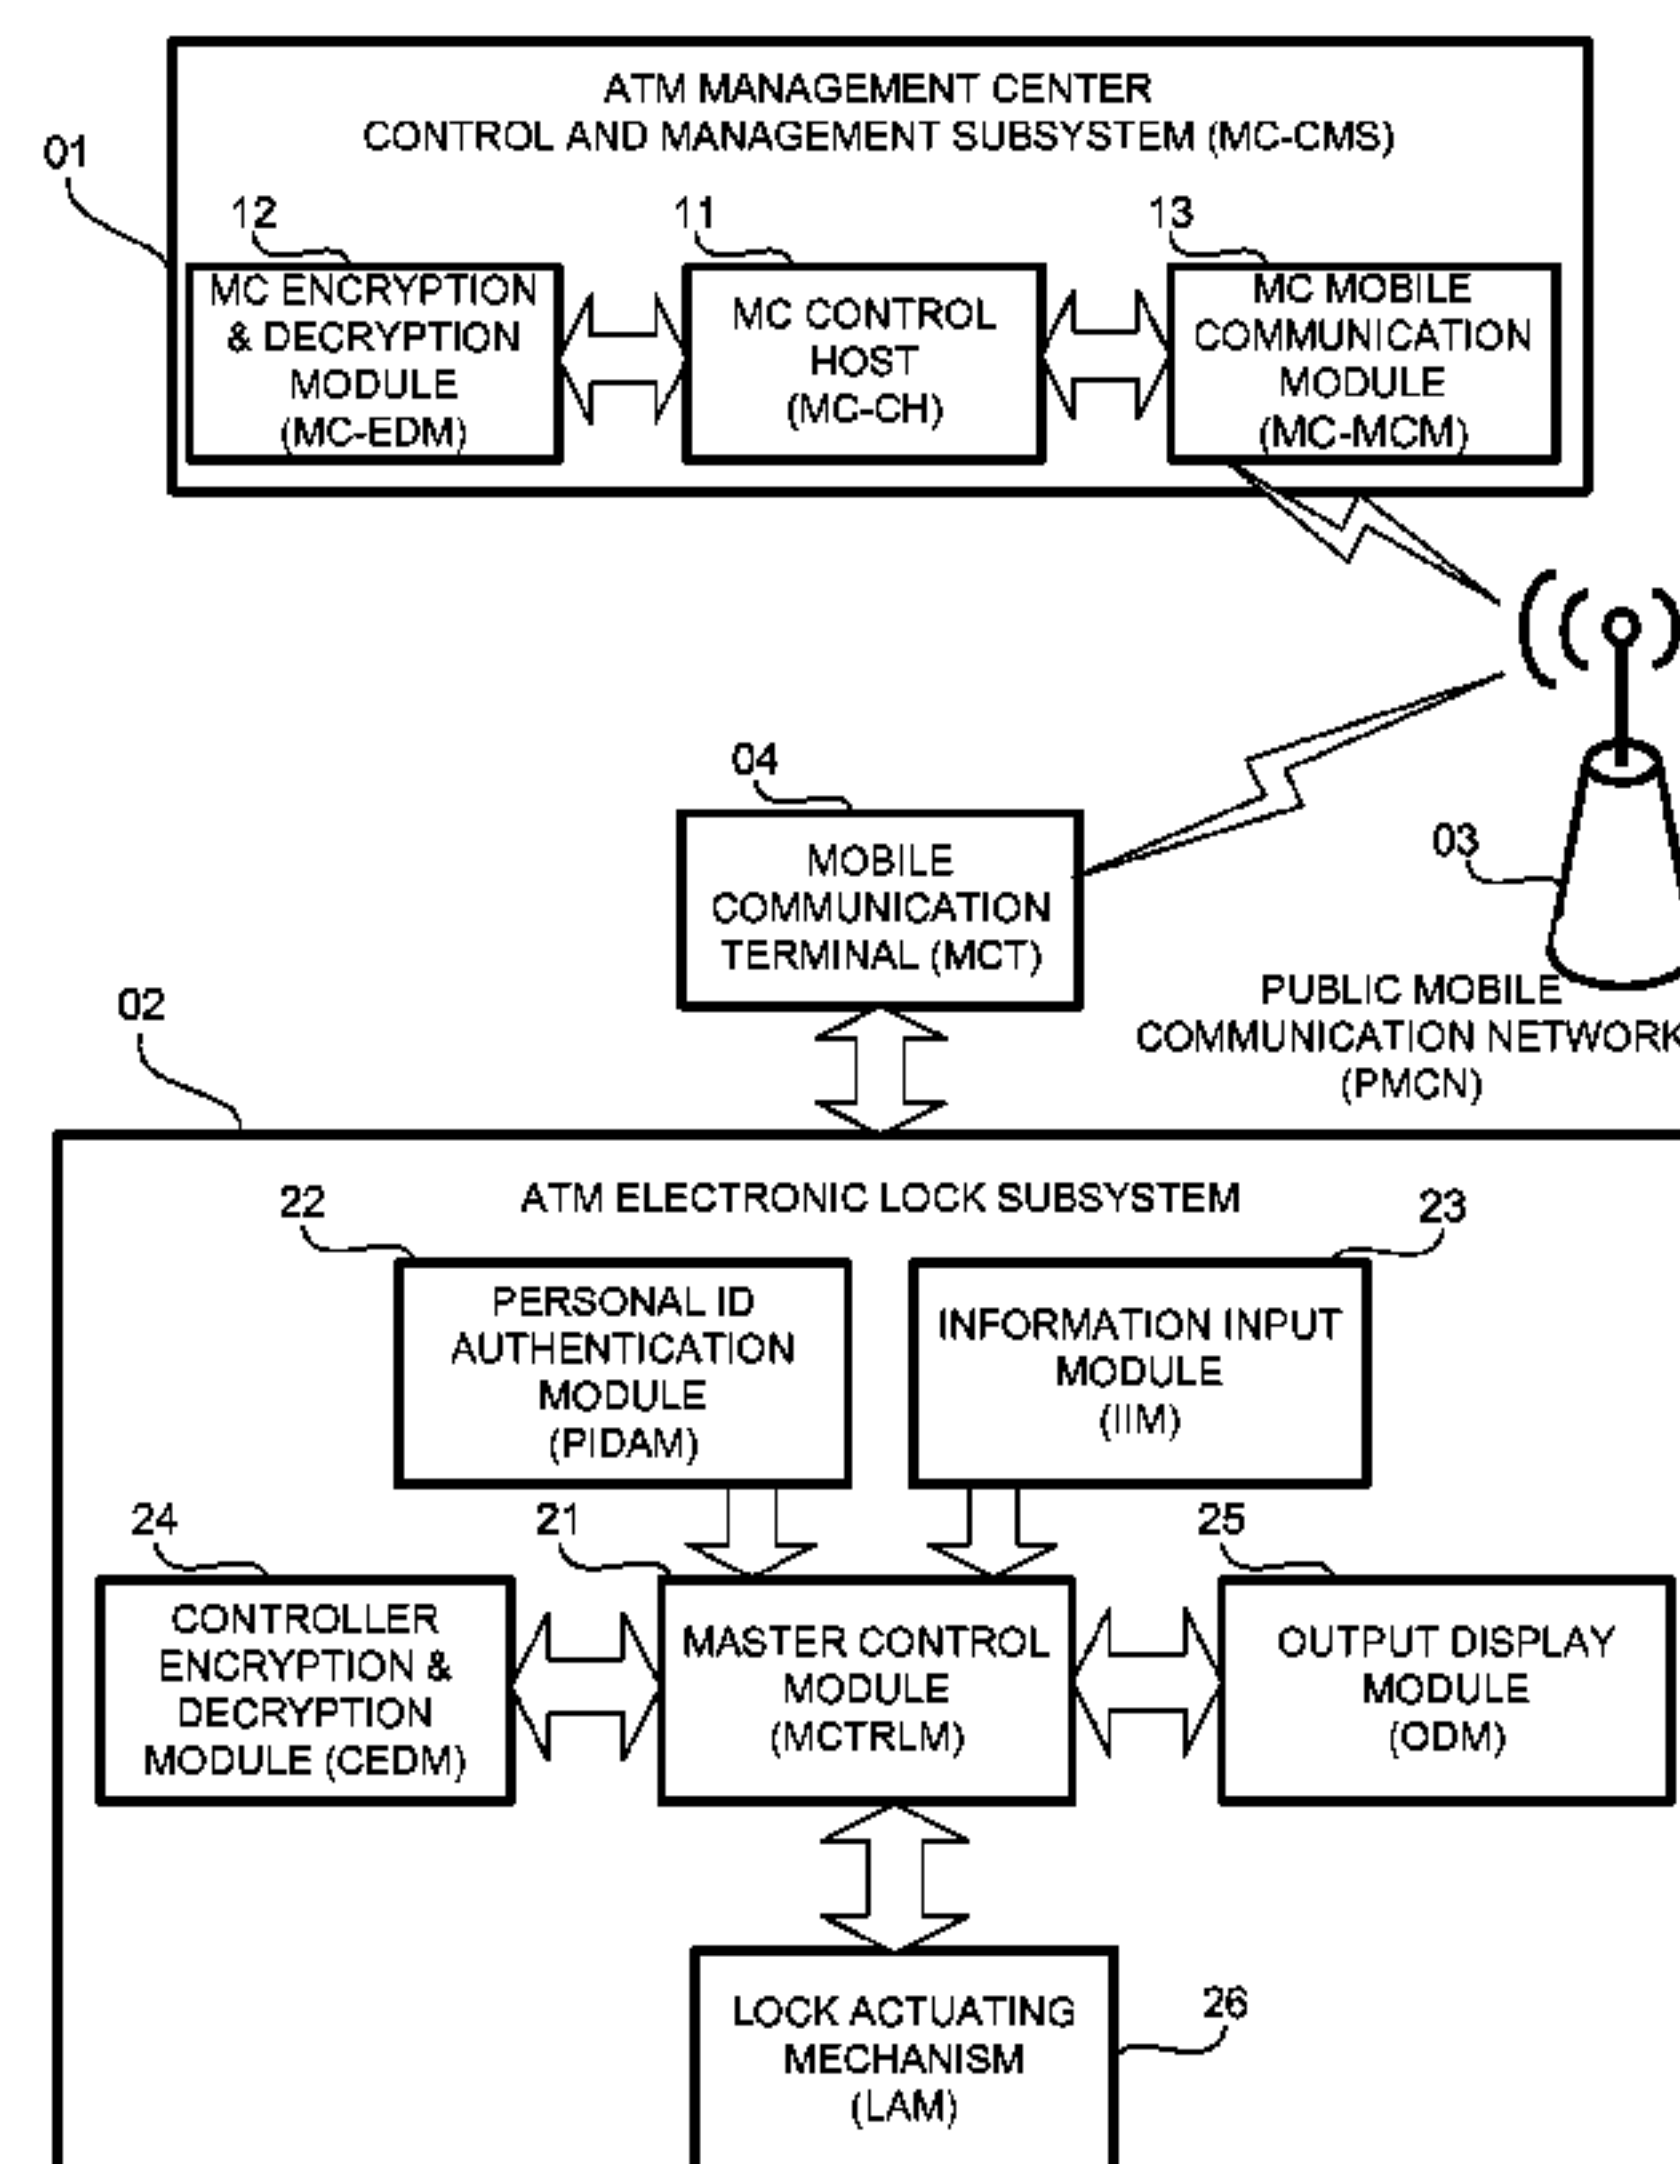 ATM MANAGEMENT CENTER
CONTROL AND MANAGEMENT SUBSYSTEM (MC-CMS)
01
12
11
13
MC ENCRYPTION
& DECRYPTION
MODULE
(MC-EDM)
MC CONTROL
HOST
(MC-CH)
MC MOBILE
COMMUNICATION
MODULE
(MC-MCM)
04
MOBILE
COMMUNICATION
TERMINAL (MCT)
03
PUBLIC MOBILE
COMMUNICATION NETWORK
(PMCN)
02
ATM ELECTRONIC LOCK SUBSYSTEM
22
23
PERSONAL ID
AUTHENTICATION
MODULE
(PIDAM)
INFORMATION INPUT
MODULE
(IIM)
24
21
25
CONTROLLER
ENCRYPTION &
DECRYPTION
MODULE (CEDM)
MASTER CONTROL
MODULE
(MCTRLM)
OUTPUT DISPLAY
MODULE
(ODM)
LOCK ACTUATING
MECHANISM
(LAM)
26